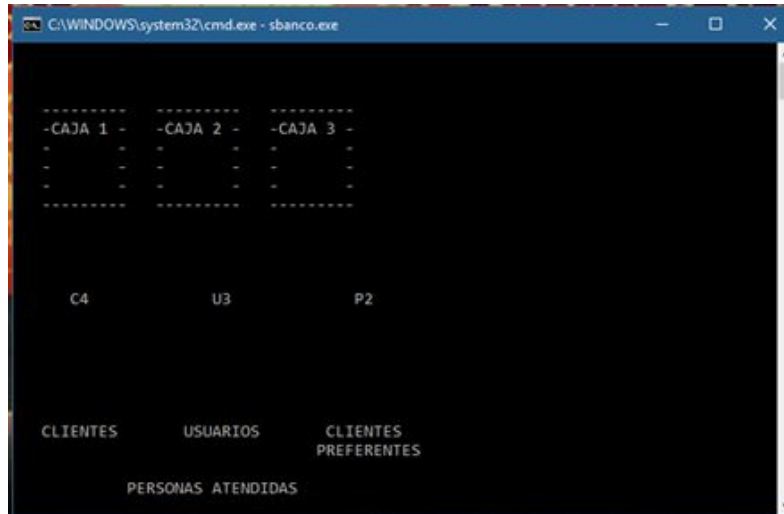 C:\WINDOWS\system32\cmd.exe - sbanco.exe
--------- --------- ---------
-CAJA 1 - -CAJA 2 - -CAJA 3 -
- - - - - -
- - - - - -
- - - - - -
--------- --------- ---------
C4 U3 P2
CLIENTES USUARIOS CLIENTES
PREFERENTES
PERSONAS ATENDIDAS